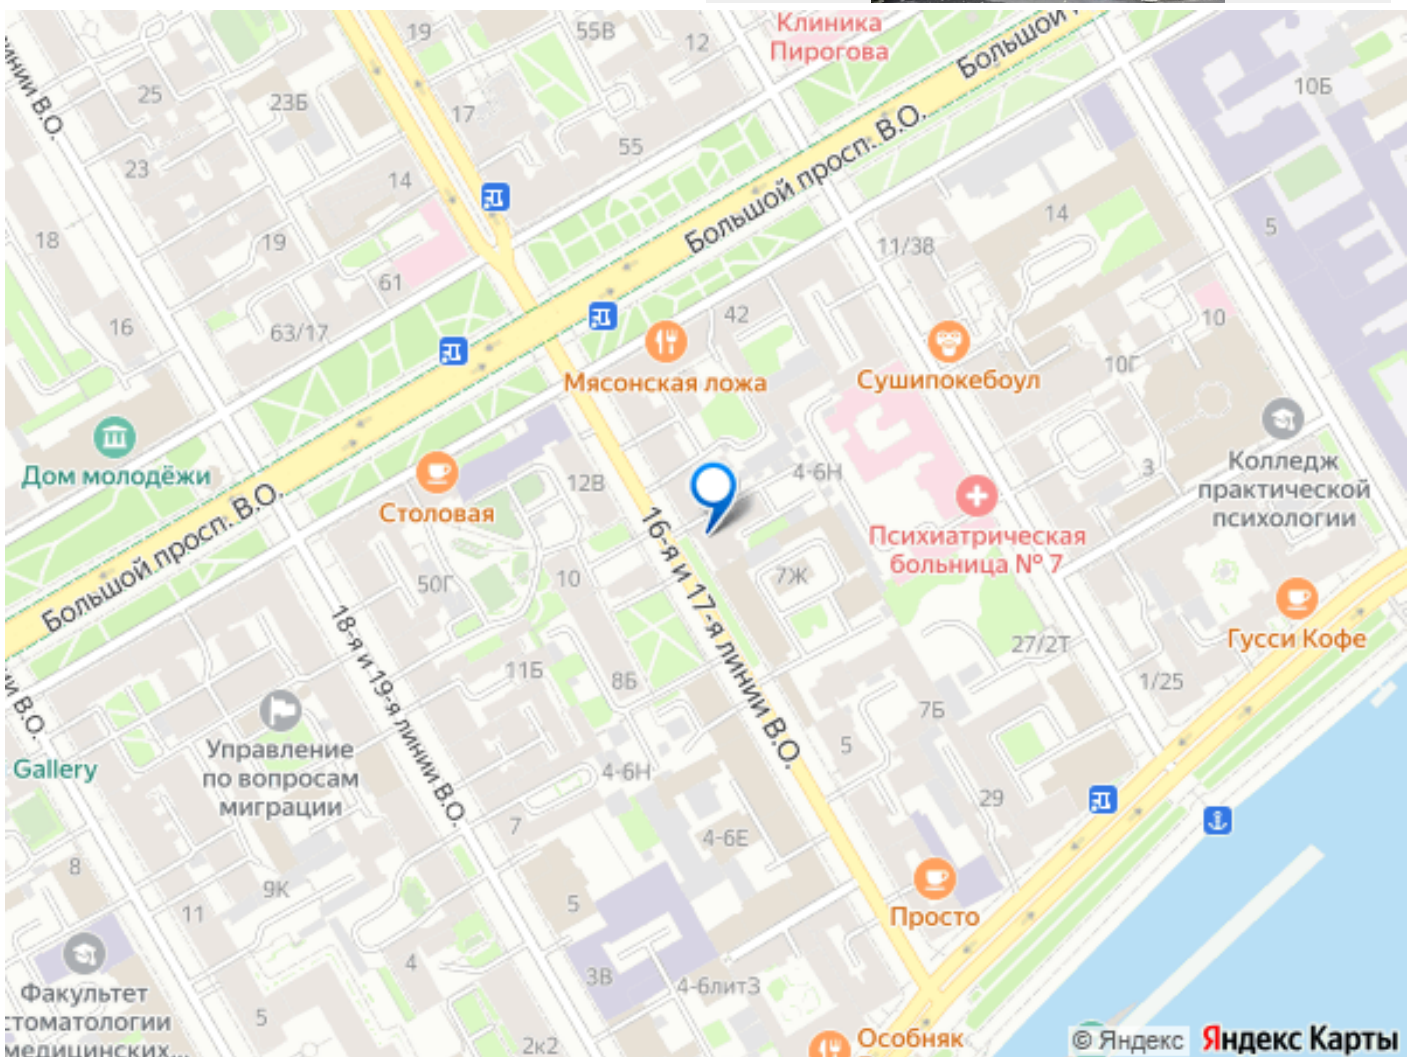 19
55В
12
Клиника
Пирогова
Большой
10Б
линии В.О.
25
23Б
17
55
Большой просп. В.О.
23
14
14
5
18
19
11/38
61
16
63/17
42
10
Мясонская ложа
Сушипокебоул
10Г
Дом молодёжи
Столовая
12В
4-6Н
3
Колледж
практической
психологии
Большой просп. В.О.
16-я и 17-я линии В.О.
Психиатрическая
больница № 7
50Г
10
7Ж
Гусси Кофе
18-я и 19-я линии В.О.
11Б
8Б
27/2Т
1/25
7Б
5
Управление
по вопросам
миграции
ии В.О.
Gallery
4-6Н
29
7
4-6Е
8
9К
11
5
Просто
4
3В
4-6лит3
Факультет
стоматологии
медицинских...
5
2к2
Особняк
© Яндекс Яндекс Карты